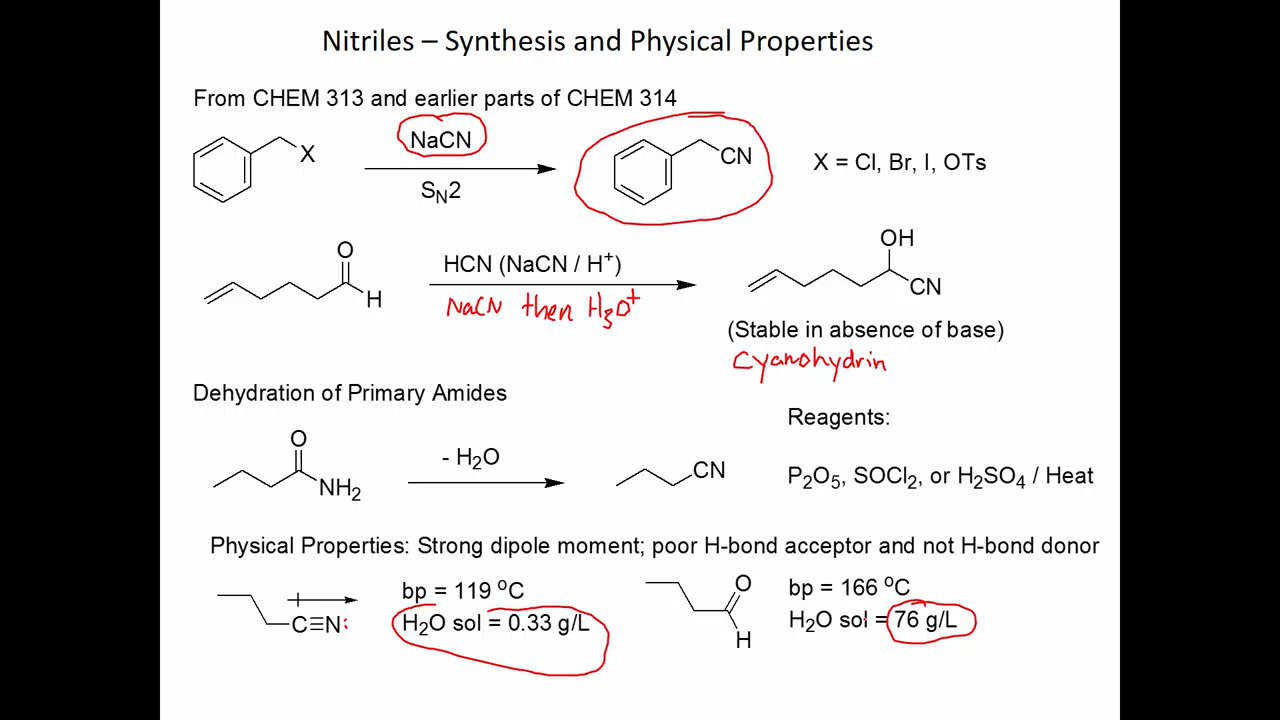 Nitriles – Synthesis and Physical Properties
From CHEM 313 and earlier parts of CHEM 314
X
NaCN
S_N2
CN
X = Cl, Br, I, OTs
O
H
HCN (NaCN / H⁺)
NaCN then H₃O⁺
OH
CN
(Stable in absence of base)
Cyanohydrin
Dehydration of Primary Amides
Reagents:
O
NH₂
- H₂O
CN
P₂O₅, SOCl₂, or H₂SO₄ / Heat
Physical Properties: Strong dipole moment; poor H-bond acceptor and not H-bond donor
C≡N:
bp = 119 ºC
H₂O sol = 0.33 g/L
O
H
bp = 166 ºC
H₂O sol = 76 g/L